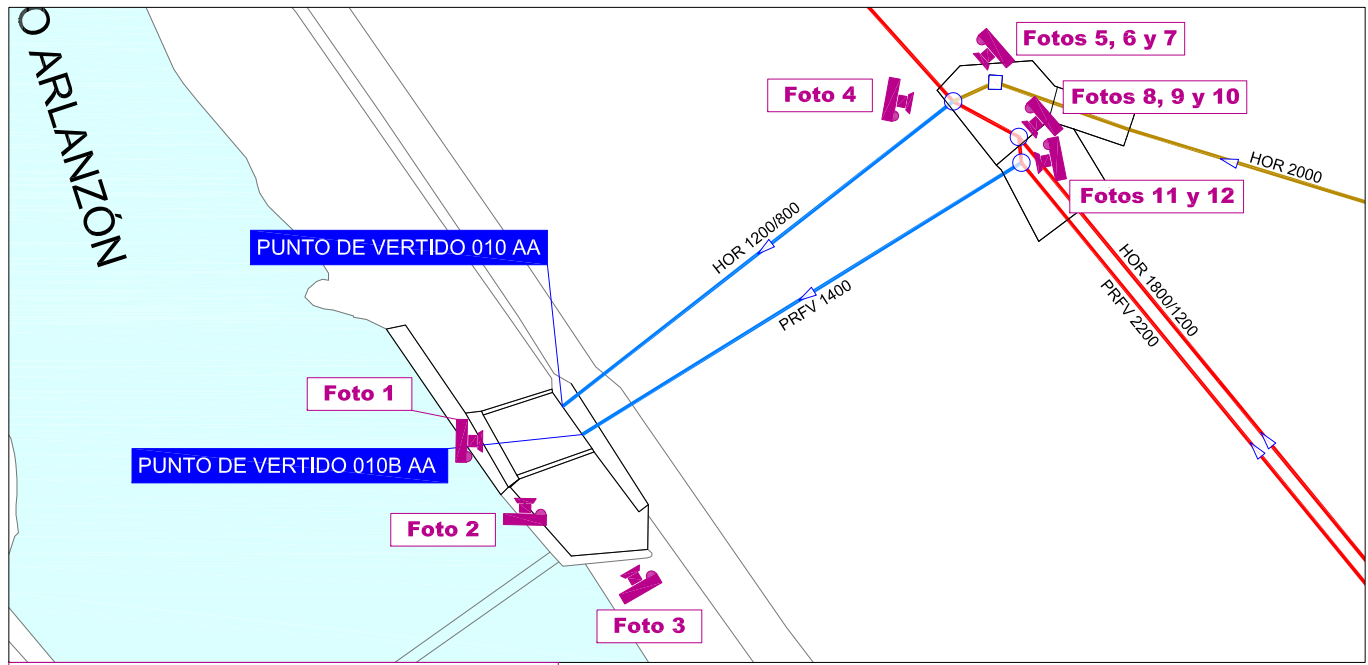 O ARLANZÓN
Fotos 5, 6 y 7
Foto 4
Fotos 8, 9 y 10
HOR 2000
Fotos 11 y 12
PUNTO DE VERTIDO 010 AA
HOR 1200/800
PRFV 1400
HOR 1800/1200
PRFV 2200
Foto 1
PUNTO DE VERTIDO 010B AA
Foto 2
Foto 3